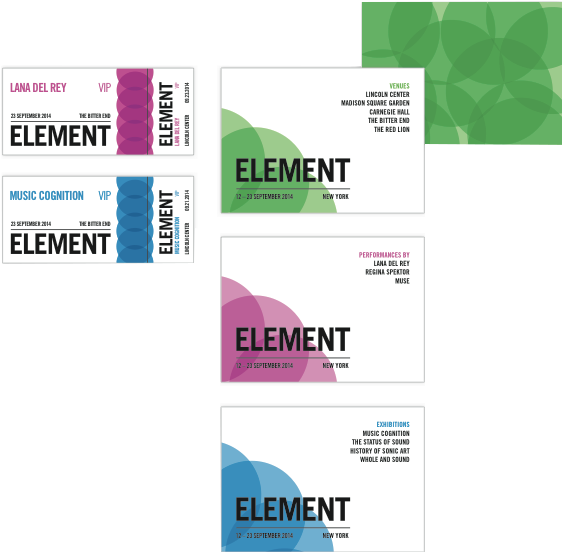 LANA DEL REY VIP
23 SEPTEMBER 2014 THE BITTER END
ELEMENT
ELEMENT
LANA DEL REY VIP
LINCOLN CENTER 09.23.2014
MUSIC COGNITION VIP
23 SEPTEMBER 2014 THE BITTER END
ELEMENT
ELEMENT
MUSIC COGNITION VIP
LINCOLN CENTER 09.21.2014
VENUES
LINCOLN CENTER
MADISON SQUARE GARDEN
CARNEGIE HALL
THE BITTER END
THE RED LION
ELEMENT
12 – 23 SEPTEMBER 2014 NEW YORK
PERFORMANCES BY
LANA DEL REY
REGINA SPEKTOR
MUSE
ELEMENT
12 – 23 SEPTEMBER 2014 NEW YORK
EXHIBITIONS
MUSIC COGNITION
THE STATUS OF SOUND
HISTORY OF SONIC ART
WHOLE AND SOUND
ELEMENT
12 – 23 SEPTEMBER 2014 NEW YORK